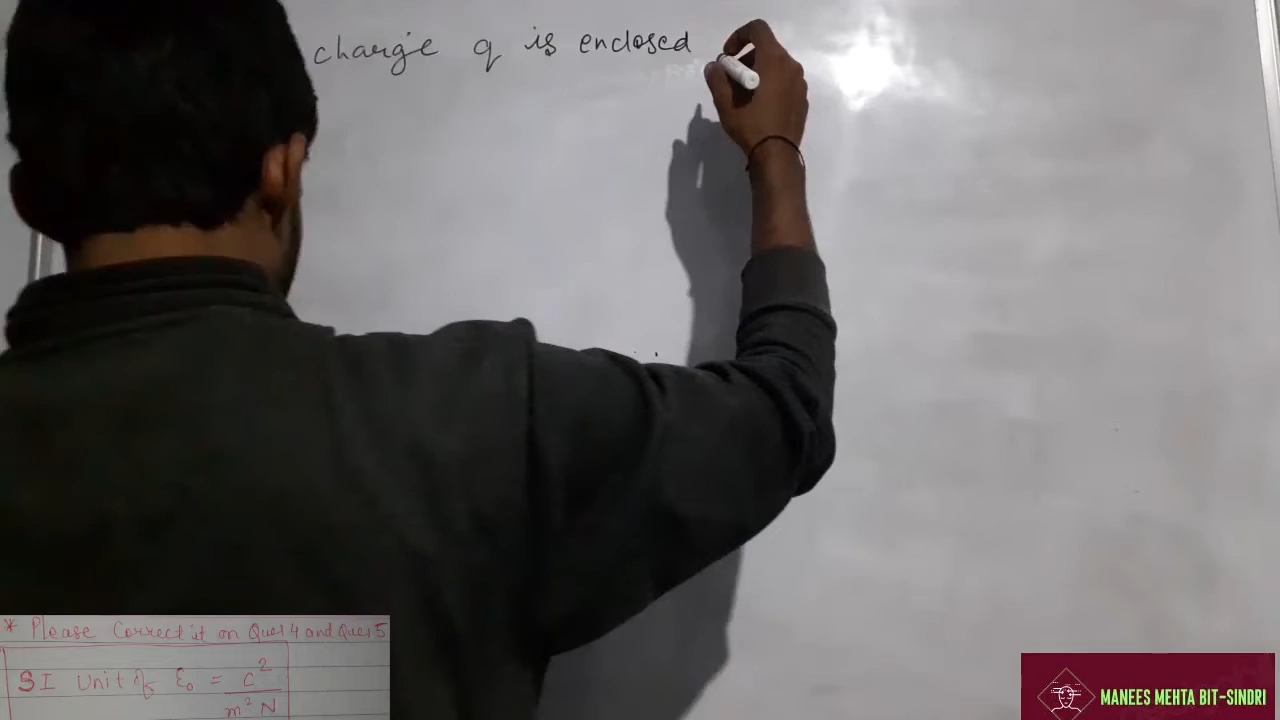 charge q is enclosed
* Please Correct it on Ques 4 and Ques 5
SI Unit of ε₀ = C²
m² N
MANEES MEHTA BIT-SINDRI